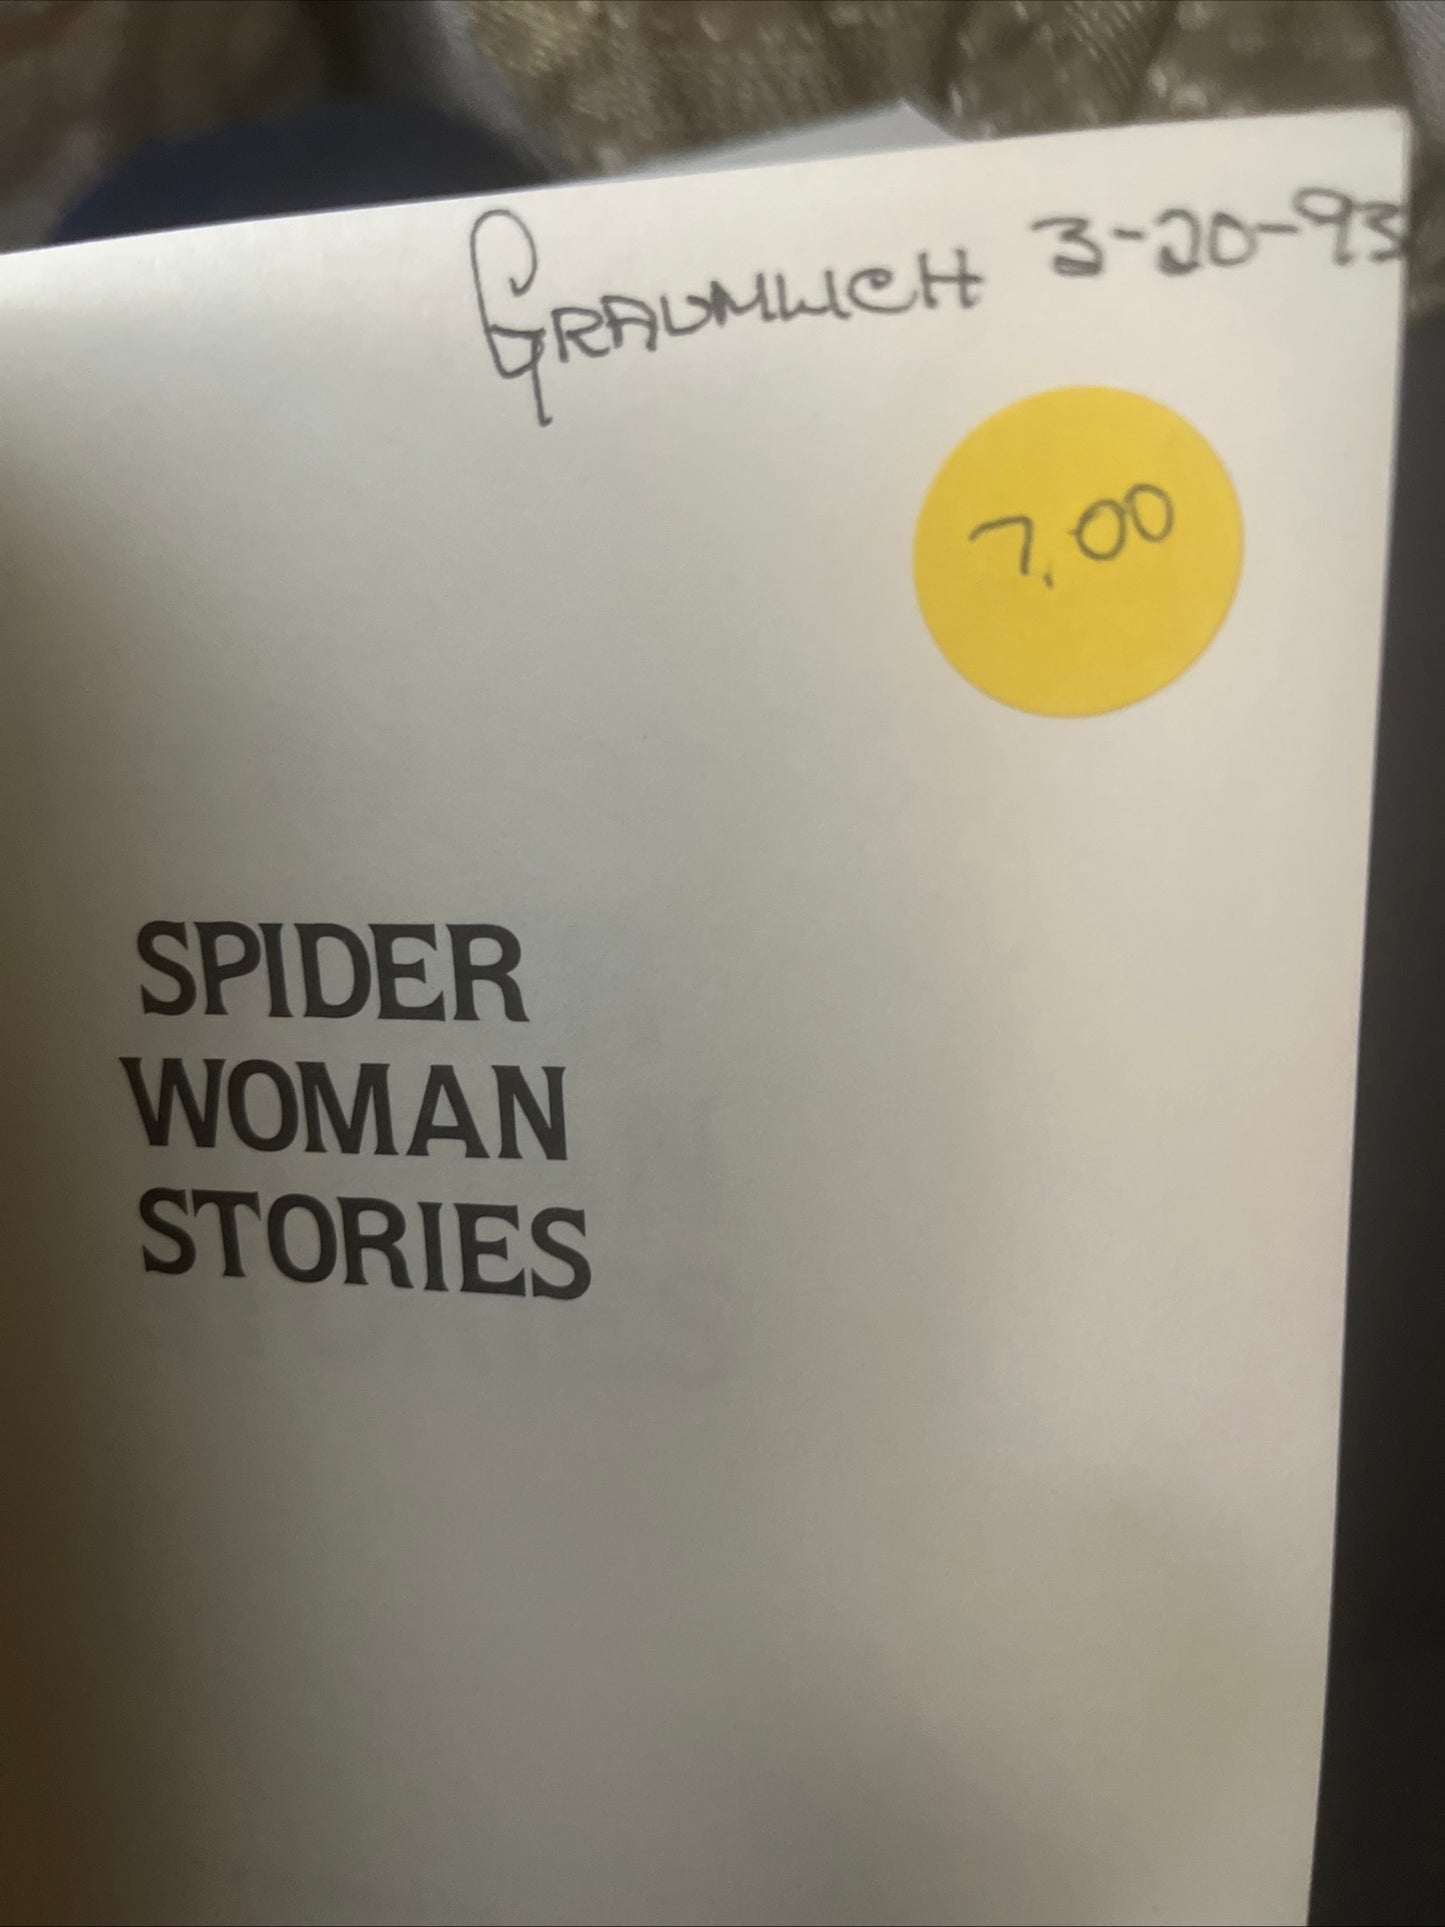 GRAUMLICH 3-20-93
7.00
SPIDER
WOMAN
STORIES